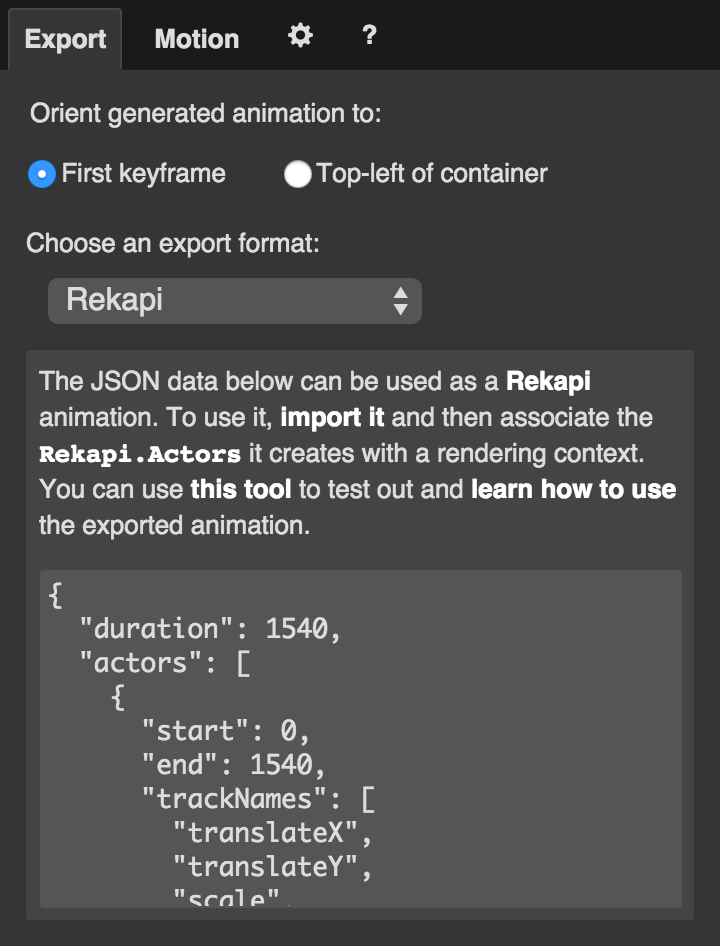 Export Motion ?
Orient generated animation to:
First keyframe Top-left of container
Choose an export format:
Rekapi
The JSON data below can be used as a Rekapi
animation. To use it, import it and then associate the
Rekapi.Actors it creates with a rendering context.
You can use this tool to test out and learn how to use
the exported animation.
{
"duration": 1540,
"actors": [
{
"start": 0,
"end": 1540,
"trackNames": [
"translateX",
"translateY",
"scale",